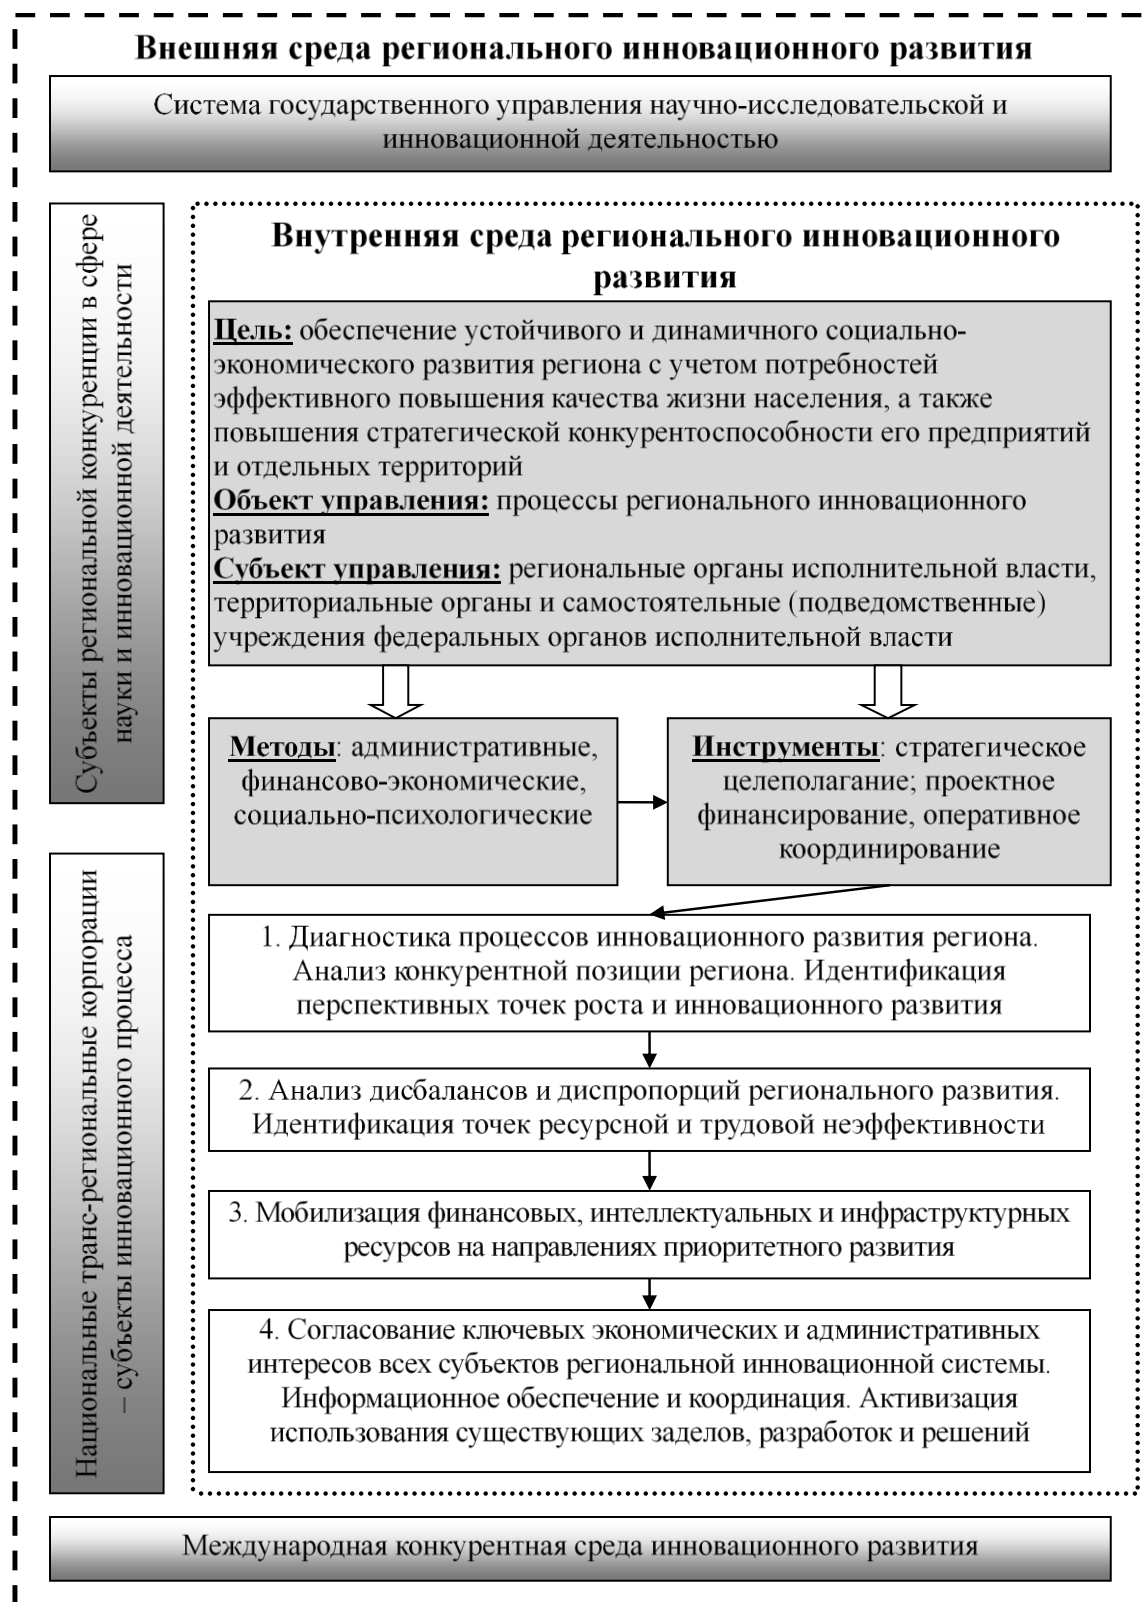 Внешняя среда регионального инновационного развития
Система государственного управления научно-исследовательской и
инновационной деятельностью
Субъекты региональной конкуренции в сфере
науки и инновационной деятельности
Внутренняя среда регионального инновационного
развития
Цель: обеспечение устойчивого и динамичного социально-
экономического развития региона с учетом потребностей
эффективного повышения качества жизни населения, а также
повышения стратегической конкурентоспособности его предприятий
и отдельных территорий
Объект управления: процессы регионального инновационного
развития
Субъект управления: региональные органы исполнительной власти,
территориальные органы и самостоятельные (подведомственные)
учреждения федеральных органов исполнительной власти
Методы: административные,
финансово-экономические,
социально-психологические
Инструменты: стратегическое
целеполагание; проектное
финансирование, оперативное
координирование
Национальные транс-региональные корпорации
– субъекты инновационного процесса
1. Диагностика процессов инновационного развития региона.
Анализ конкурентной позиции региона. Идентификация
перспективных точек роста и инновационного развития
2. Анализ дисбалансов и диспропорций регионального развития.
Идентификация точек ресурсной и трудовой неэффективности
3. Мобилизация финансовых, интеллектуальных и инфраструктурных
ресурсов на направлениях приоритетного развития
4. Согласование ключевых экономических и административных
интересов всех субъектов региональной инновационной системы.
Информационное обеспечение и координация. Активизация
использования существующих заделов, разработок и решений
Международная конкурентная среда инновационного развития